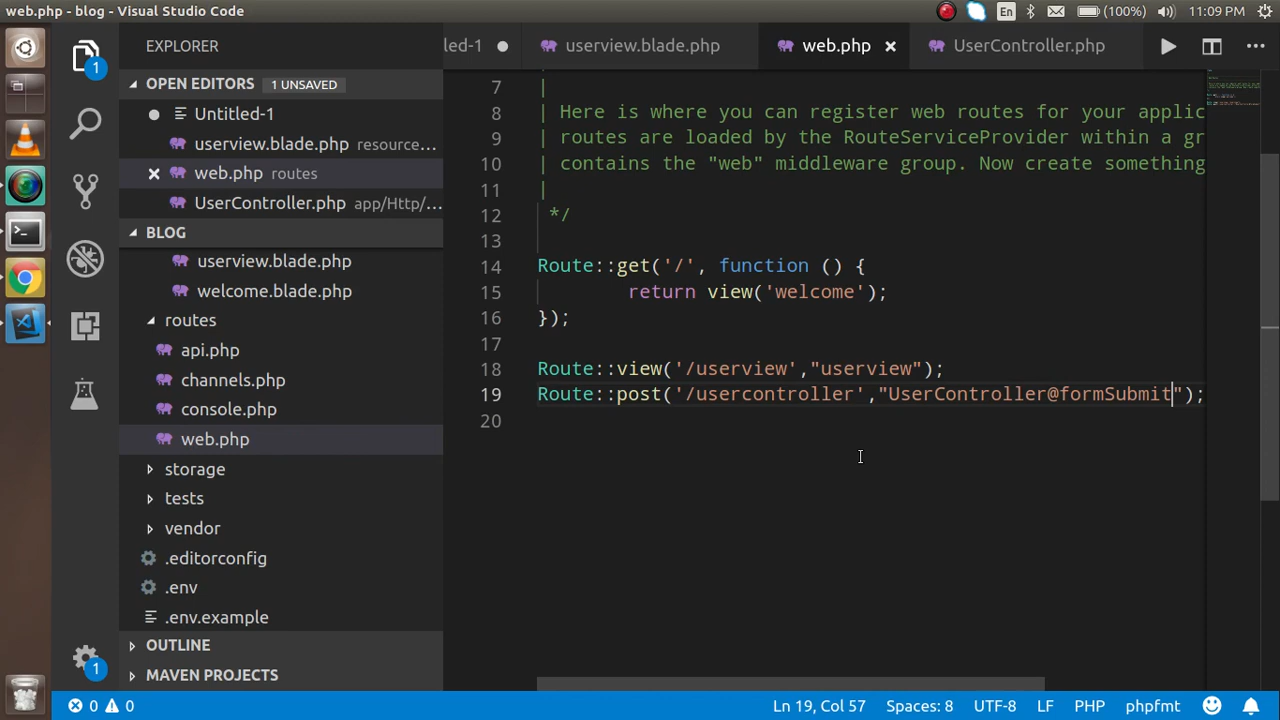 web.php - blog - Visual Studio Code
En
(100%)
11:09 PM
EXPLORER
OPEN EDITORS
1 UNSAVED
Untitled-1
userview.blade.php resource...
web.php routes
UserController.php app/Http/...
BLOG
userview.blade.php
welcome.blade.php
routes
api.php
channels.php
console.php
web.php
storage
tests
vendor
.editorconfig
.env
.env.example
OUTLINE
MAVEN PROJECTS
1
1
led-1
userview.blade.php
web.php
UserController.php
7 |
8 | Here is where you can register web routes for your applic
9 | routes are loaded by the RouteServiceProvider within a gr
10 | contains the "web" middleware group. Now create something
11 |
12 */
13
14 Route::get('/', function () {
15 return view('welcome');
16 });
17
18 Route::view('/userview',"userview");
19 Route::post('/usercontroller',"UserController@formSubmit");
20
0 0
Ln 19, Col 57
Spaces: 8
UTF-8
LF
PHP
phpfmt